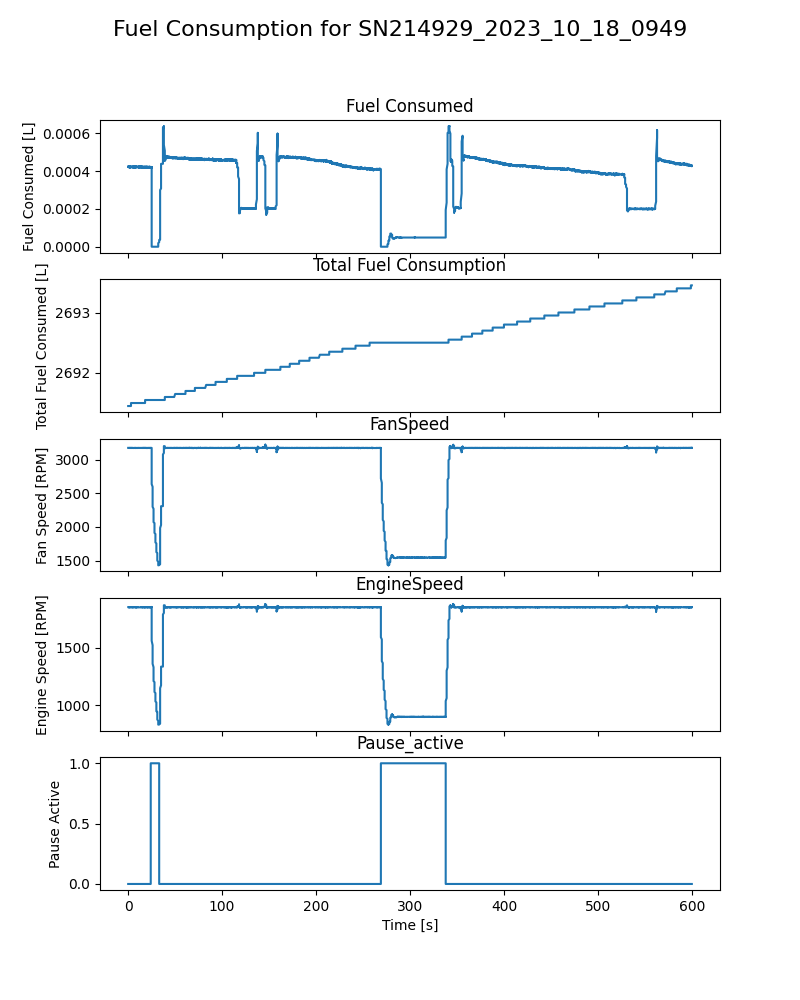 Fuel Consumption for SN214929_2023_10_18_0949
Fuel Consumed
Fuel Consumed [L]
0.0006
0.0004
0.0002
0.0000
Total Fuel Consumption
Total Fuel Consumed [L]
2693
2692
FanSpeed
Fan Speed [RPM]
3000
2500
2000
1500
EngineSpeed
Engine Speed [RPM]
1500
1000
Pause_active
Pause Active
1.0
0.5
0.0
0 100 200 300 400 500 600
Time [s]